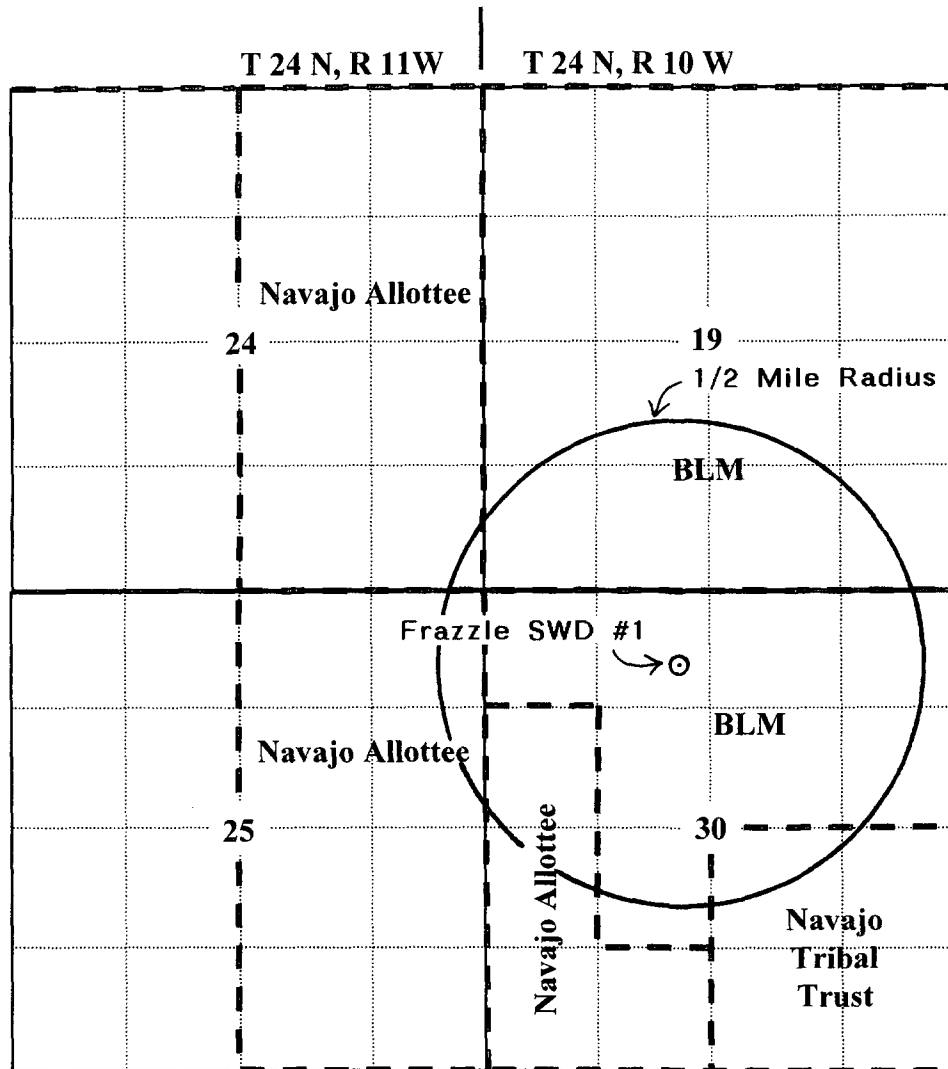 T 24 N, R 11W
T 24 N, R 10 W
Navajo Allottee
24
19
1/2 Mile Radius
BLM
Frazzle SWD #1
BLM
Navajo Allottee
25
30
Navajo Allottee
Navajo
Tribal
Trust